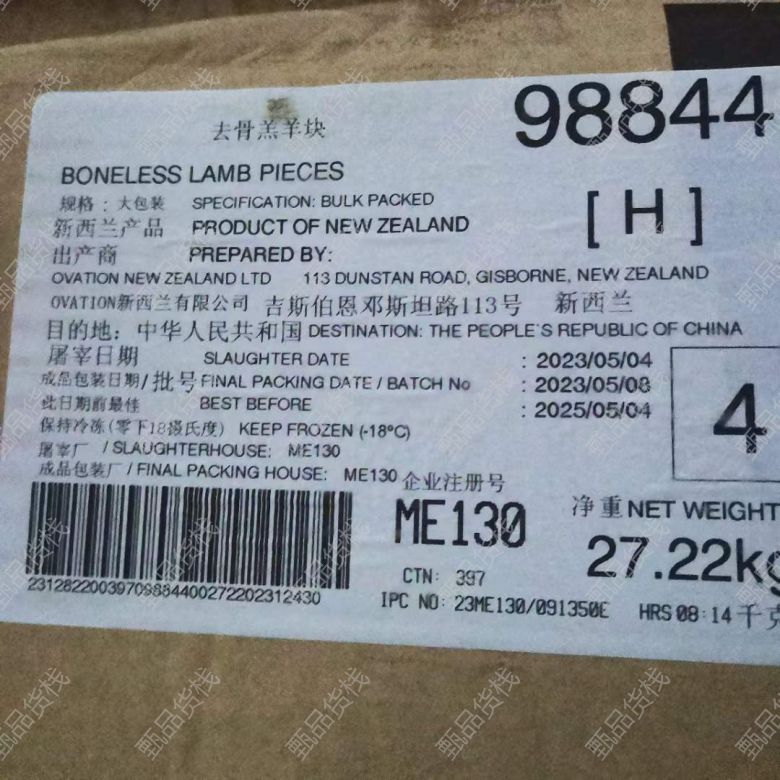 去骨羔羊块
98844
BONELESS LAMB PIECES
规格：大包装 SPECIFICATION: BULK PACKED
[ H ]
新西兰产品 PRODUCT OF NEW ZEALAND
出产商 PREPARED BY:
OVATION NEW ZEALAND LTD 113 DUNSTAN ROAD, GISBORNE, NEW ZEALAND
OVATION新西兰有限公司 吉斯伯恩邓斯坦路113号 新西兰
目的地：中华人民共和国 DESTINATION: THE PEOPLE'S REPUBLIC OF CHINA
屠宰日期 SLAUGHTER DATE : 2023/05/04
成品包装日期/批号 FINAL PACKING DATE / BATCH No : 2023/05/08
此日期前最佳 BEST BEFORE : 2025/05/04
4
保持冷冻(零下18摄氏度) KEEP FROZEN (-18°C)
屠宰厂 / SLAUGHTERHOUSE: ME130
成品包装厂 / FINAL PACKING HOUSE: ME130
企业注册号
ME130
净重 NET WEIGHT
27.22kg
千克
CTN: 397
23128220039709884400272202312430
IPC NO: 23ME130/091350E HRS 08:14
甄品货栈